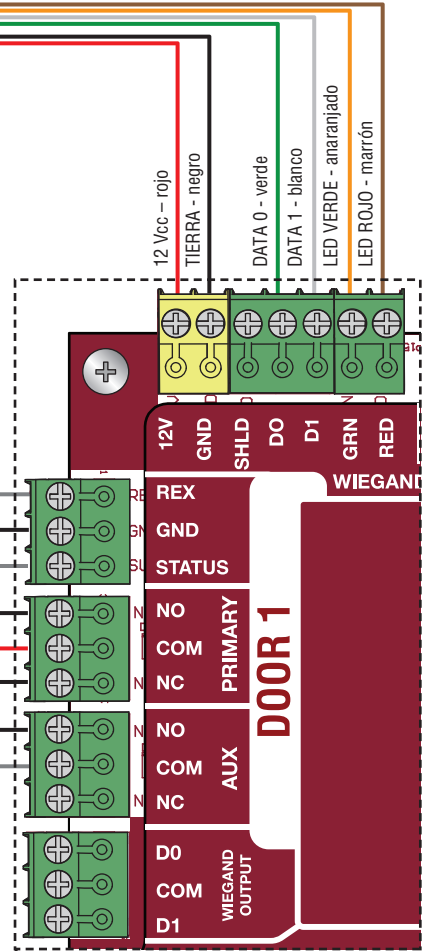 12 Vcc – rojo
TIERRA - negro
DATA 0 - verde
DATA 1 - blanco
LED VERDE - anaranjado
LED ROJO - marrón
12V
GND
SHLD
DO
D1
GRN
RED
WIEGAND
REX
GND
STATUS
NO
COM
NC
PRIMARY
NO
COM
NC
AUX
D0
COM
D1
WIEGAND
OUTPUT
DOOR 1